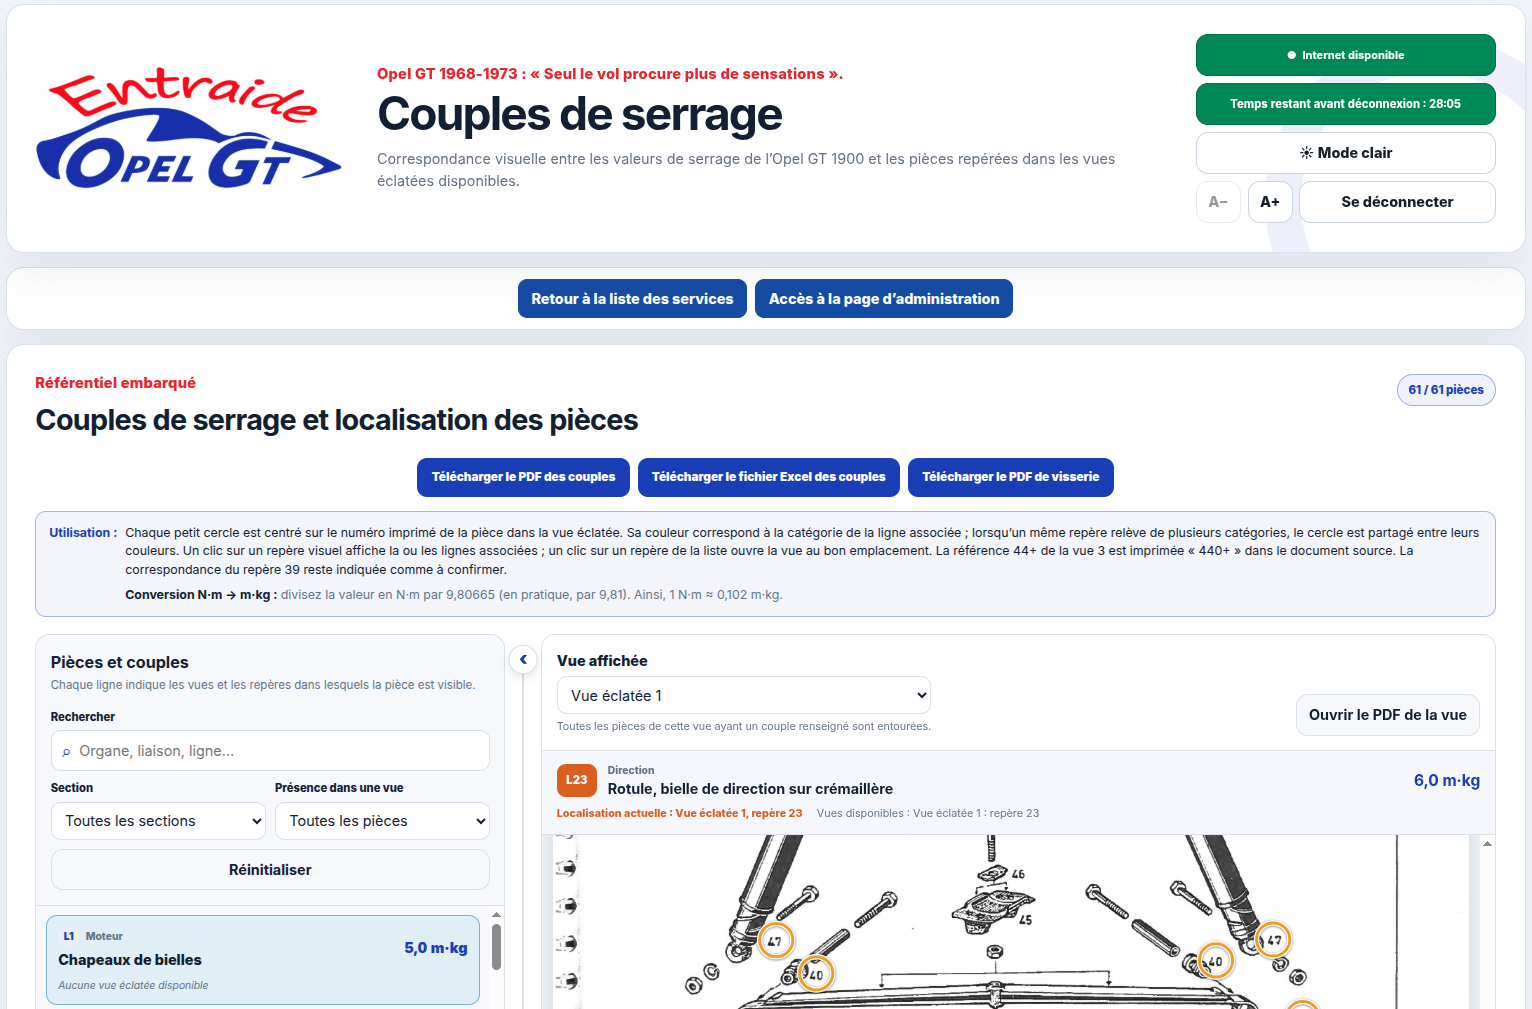 Entraide
OPEL GT
Opel GT 1968-1973 : « Seul le vol procure plus de sensations ».
Couples de serrage
Correspondance visuelle entre les valeurs de serrage de l’Opel GT 1900 et les pièces repérées dans les vues
éclatées disponibles.
● Internet disponible
Temps restant avant déconnexion : 28:05
☀ Mode clair
A−
A+
Se déconnecter
Retour à la liste des services
Accès à la page d’administration
Référentiel embarqué
61 / 61 pièces
Couples de serrage et localisation des pièces
Télécharger le PDF des couples
Télécharger le fichier Excel des couples
Télécharger le PDF de visserie
Utilisation : Chaque petit cercle est centré sur le numéro imprimé de la pièce dans la vue éclatée. Sa couleur correspond à la catégorie de la ligne associée ; lorsqu’un même repère relève de plusieurs catégories, le cercle est partagé entre leurs
couleurs. Un clic sur un repère visuel affiche la ou les lignes associées ; un clic sur un repère de la liste ouvre la vue au bon emplacement. La référence 44+ de la vue 3 est imprimée « 440+ » dans le document source. La
correspondance du repère 39 reste indiquée comme à confirmer.
Conversion N·m → m·kg : divisez la valeur en N·m par 9,80665 (en pratique, par 9,81). Ainsi, 1 N·m ≈ 0,102 m·kg.
Pièces et couples
Chaque ligne indique les vues et les repères dans lesquels la pièce est visible.
Rechercher
Organe, liaison, ligne...
Section
Présence dans une vue
Toutes les sections
Toutes les pièces
Réinitialiser
L1 Moteur
5,0 m·kg
Chapeaux de bielles
Aucune vue éclatée disponible
‹
Vue affichée
Vue éclatée 1
Toutes les pièces de cette vue ayant un couple renseigné sont entourées.
Ouvrir le PDF de la vue
L23
Direction
Rotule, bielle de direction sur crémaillère
6,0 m·kg
Localisation actuelle : Vue éclatée 1, repère 23
Vues disponibles : Vue éclatée 1 : repère 23
46
45
47
47
40
40